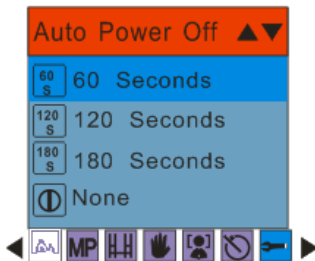 Auto Power Off
60 S 60 Seconds
120 S 120 Seconds
180 S 180 Seconds
None
MP